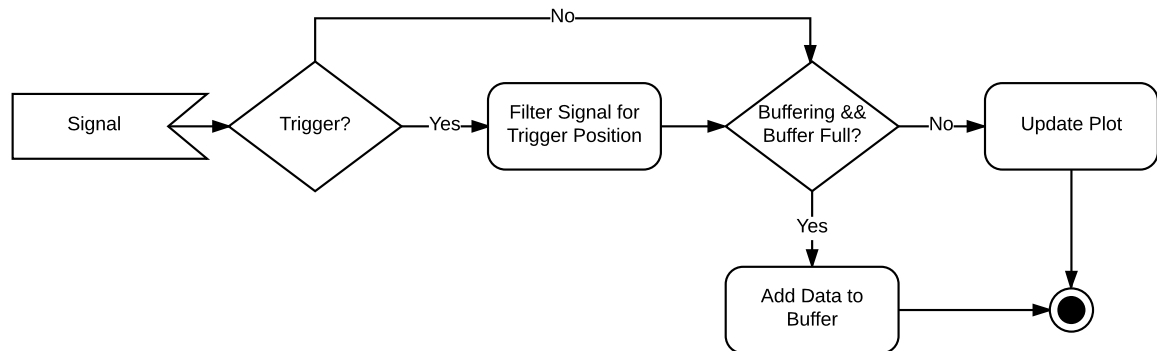 No
Signal
Trigger?
Yes
Filter Signal for
Trigger Position
Buffering &&
Buffer Full?
No
Update Plot
Yes
Add Data to
Buffer